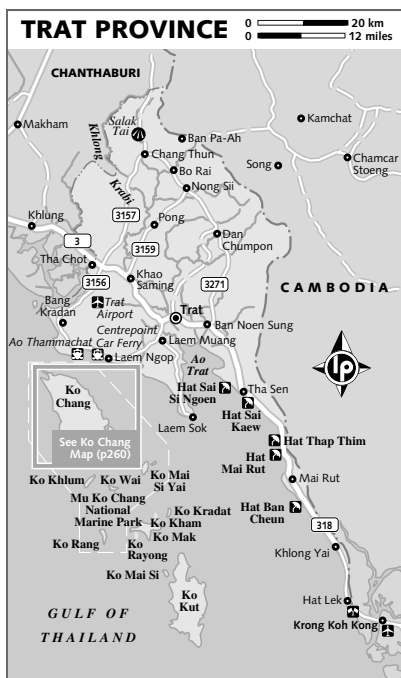 TRAT PROVINCE
0 20 km
0 12 miles
CHANTHABURI
Makham
Khlong
Salak
Tai
Ban Pa-Ah
Kamchat
Chang Thun
Bo Rai
Song
Chamcar
Stoeng
Krabi
Nong Sii
Khlung
3157
Pong
3
3159
Dan
Chumpon
Tha Chot
3156
Khao
Saming
3271
CAMBODIA
Bang
Kradan
Trat
Airport
Trat
Ban Noen Sung
Centrepoint
Car Ferry
Ao Thammachat
Laem Muang
Laem Ngop
Ao
Trat
lp
Ko
Chang
Hat Sai
Si Ngoen
Tha Sen
Hat Sai
Kaew
Laem Sok
See Ko Chang
Map (p260)
Hat Thap Thim
Hat
Mai Rut
Ko Khlum
Ko Wai
Ko Mai
Si Yai
Mai Rut
Mu Ko Chang
National
Marine Park
Ko Kradat
Ko Kham
Ko Mak
Hat Ban
Cheun
318
Ko Rang
Ko
Rayong
Khlong Yai
Ko Mai Si
Ko
Kut
Hat Lek
GULF OF
THAILAND
Krong Koh Kong